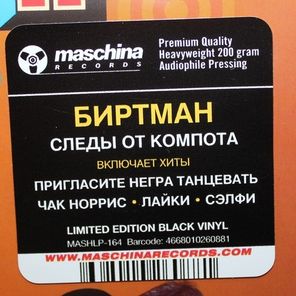 maschina
RECORDS
Premium Quality
Heavyweight 200 gram
Audiophile Pressing
БИРТМАН
СЛЕДЫ ОТ КОМПОТА
ВКЛЮЧАЕТ ХИТЫ
ПРИГЛАСИТЕ НЕГРА ТАНЦЕВАТЬ
ЧАК НОРРИС • ЛАЙКИ • СЭЛФИ
LIMITED EDITION BLACK VINYL
MASHLP-164 Barcode: 4668010260881
WWW.MASCHINARECORDS.COM